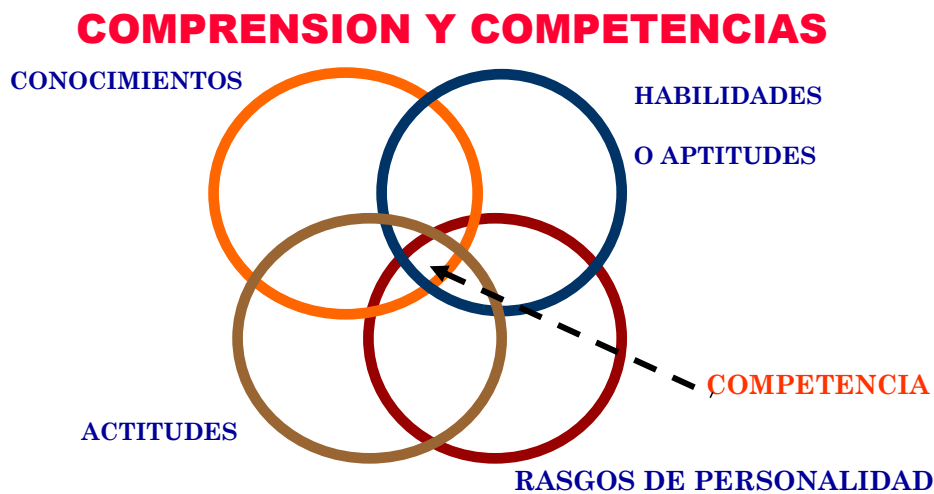 COMPRENSION Y COMPETENCIAS
CONOCIMIENTOS
HABILIDADES
O APTITUDES
COMPETENCIA
ACTITUDES
RASGOS DE PERSONALIDAD